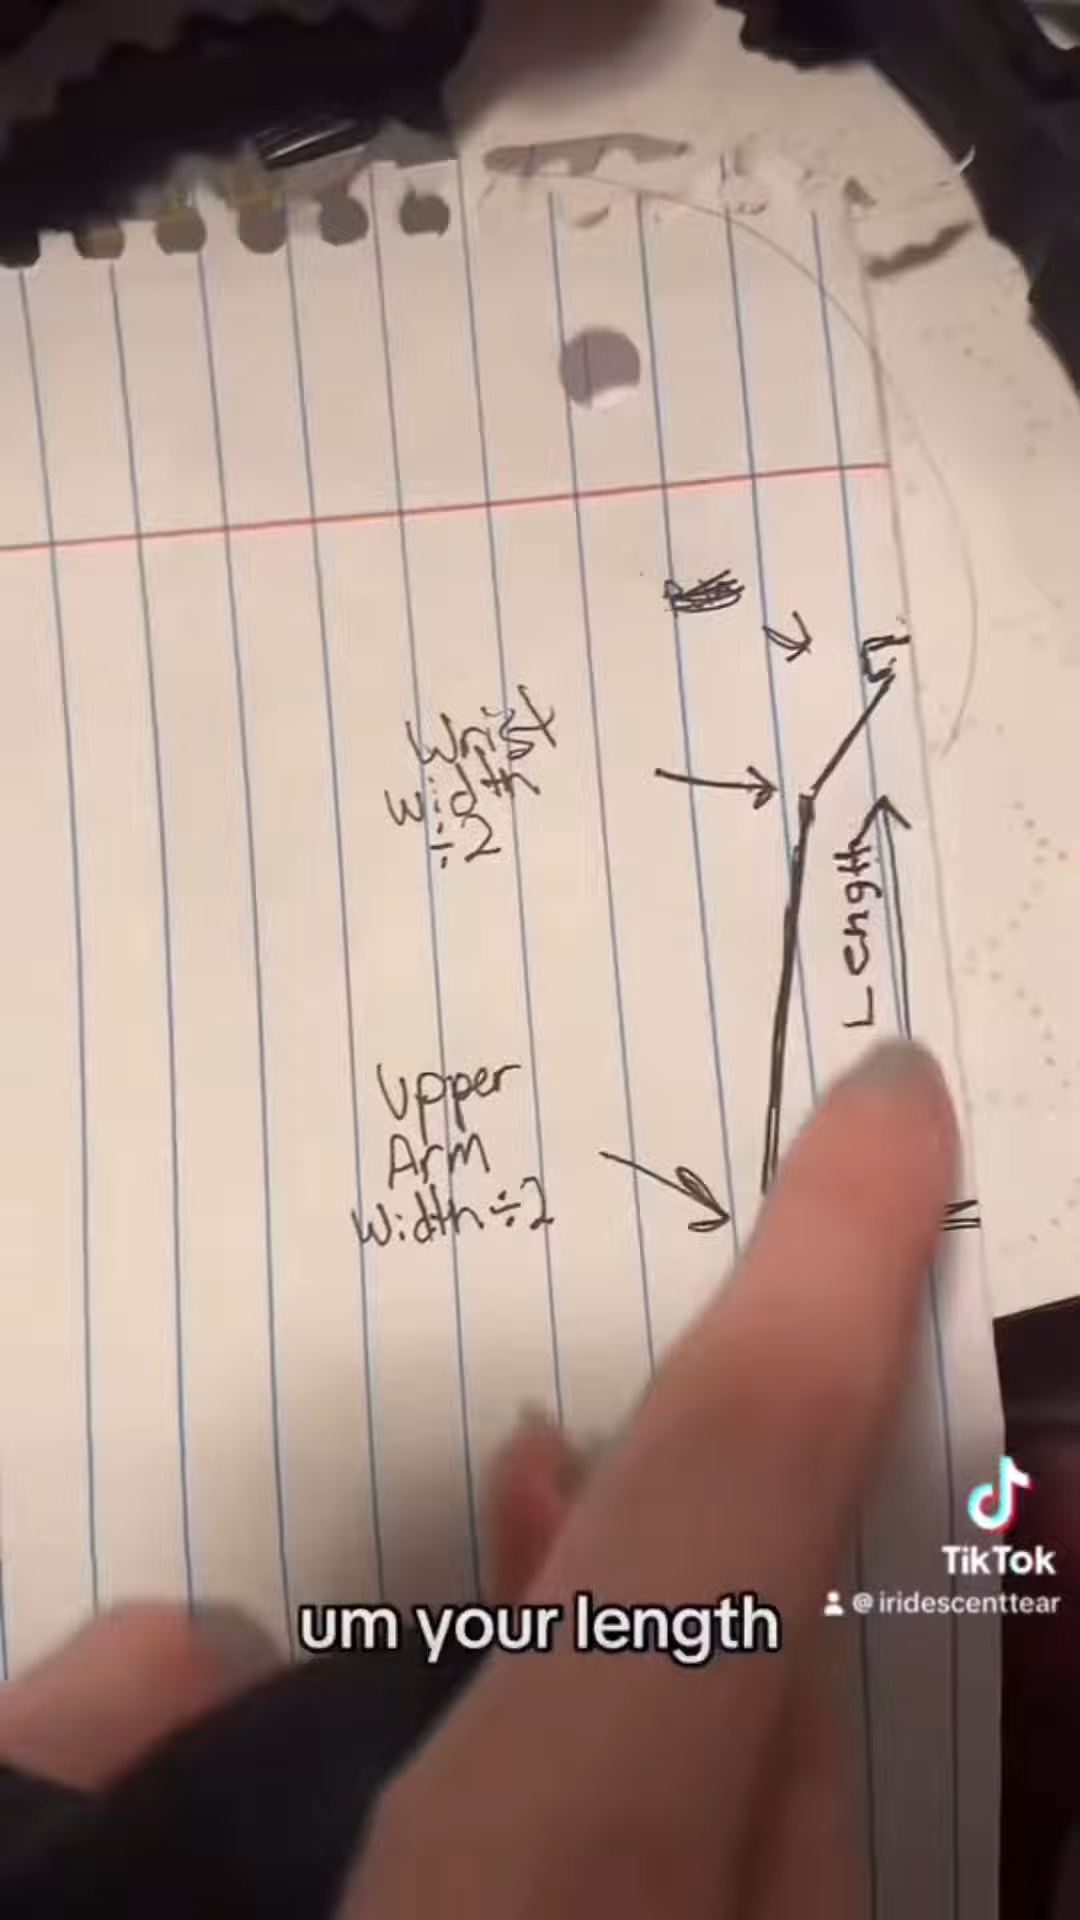 Wrist
width
÷2
Length
Upper
Arm
Width÷2
um your length
TikTok
@iridescenttear